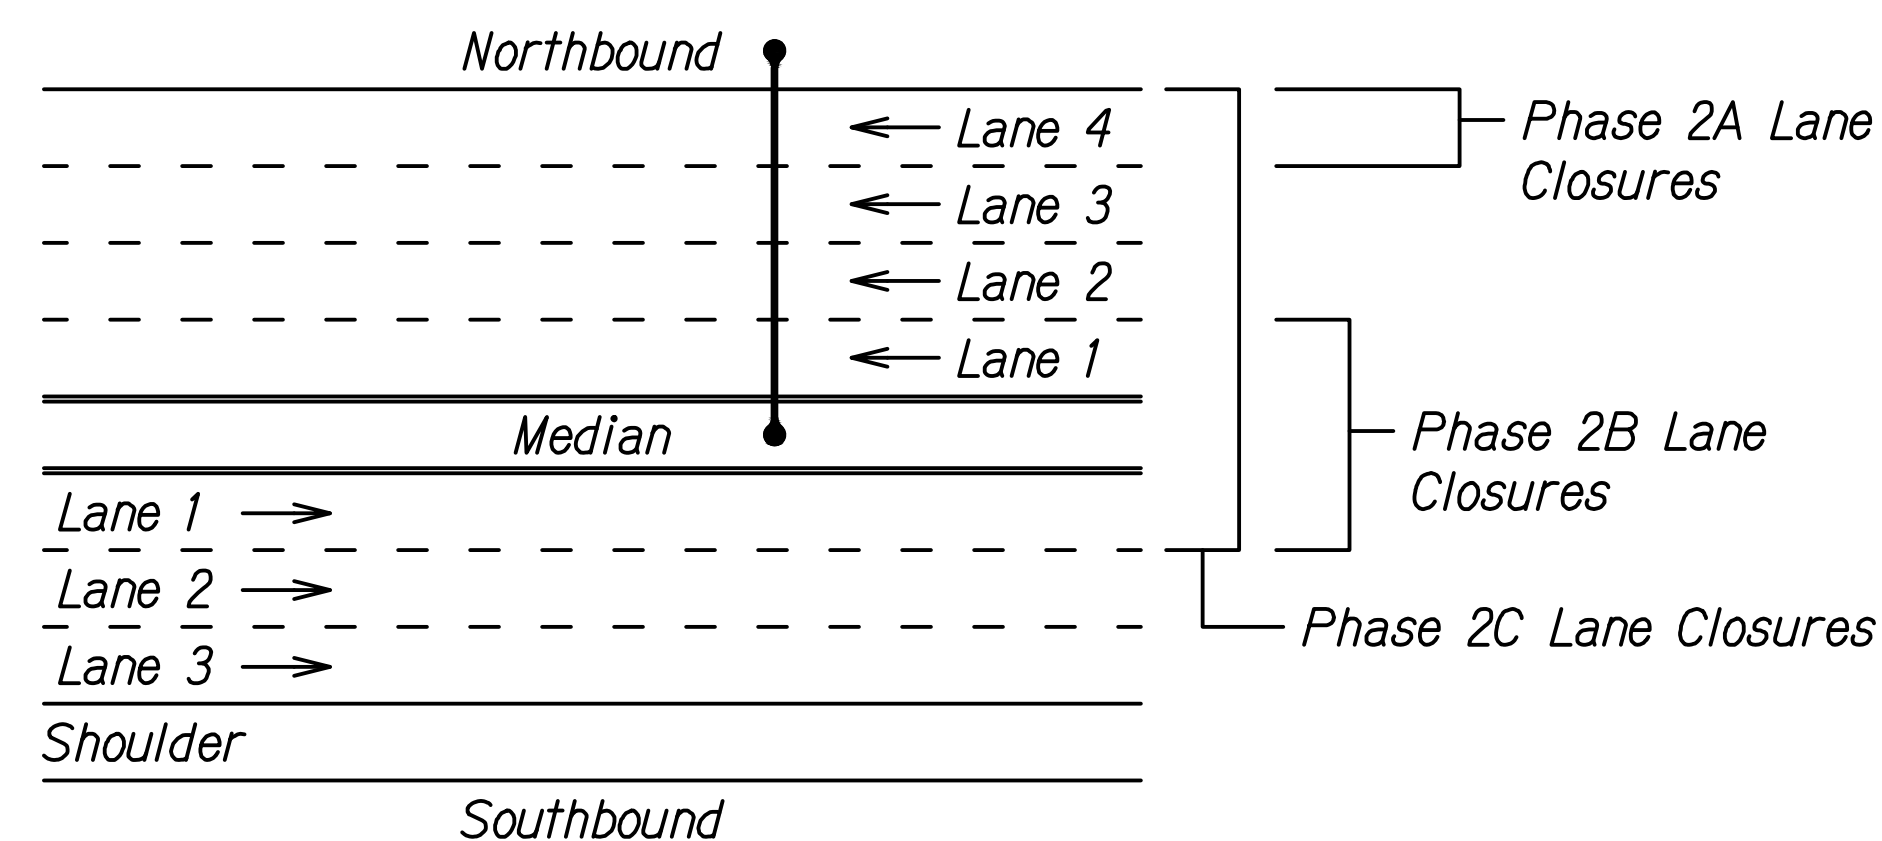 Northbound
Lane 4
Phase 2A Lane
Closures
Lane 3
Lane 2
Lane 1
Median
Phase 2B Lane
Closures
Lane 1
Lane 2
Phase 2C Lane Closures
Lane 3
Shoulder
Southbound